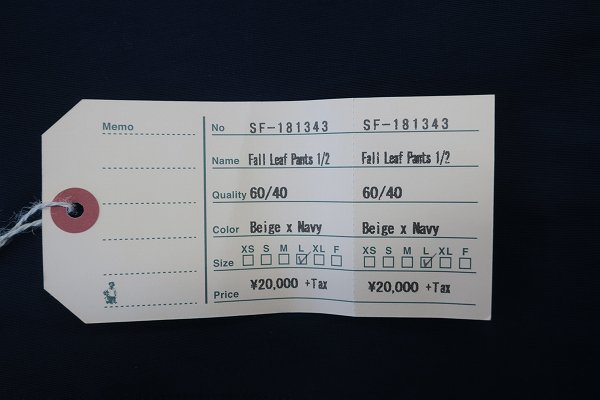 Memo
No SF-181343 SF-181343
Name Fall Leaf Pants 1/2 Fall Leaf Pants 1/2
Quality 60/40 60/40
Color Beige x Navy Beige x Navy
XS S M L XL F XS S M L XL F
Size
Price ¥20,000 +Tax ¥20,000 +Tax